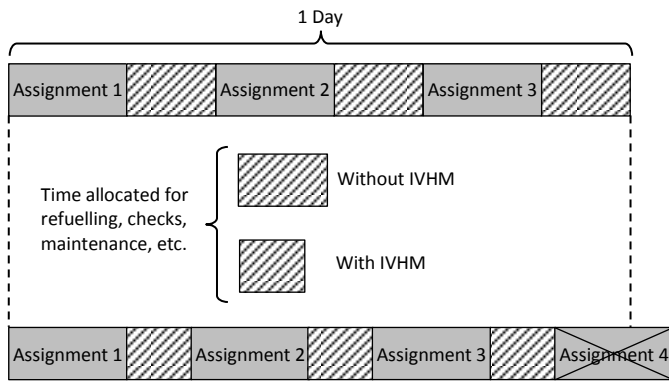 1 Day
Assignment 1
Assignment 2
Assignment 3
Time allocated for
refuelling, checks,
maintenance, etc.
Without IVHM
With IVHM
Assignment 1
Assignment 2
Assignment 3
Assignment 4